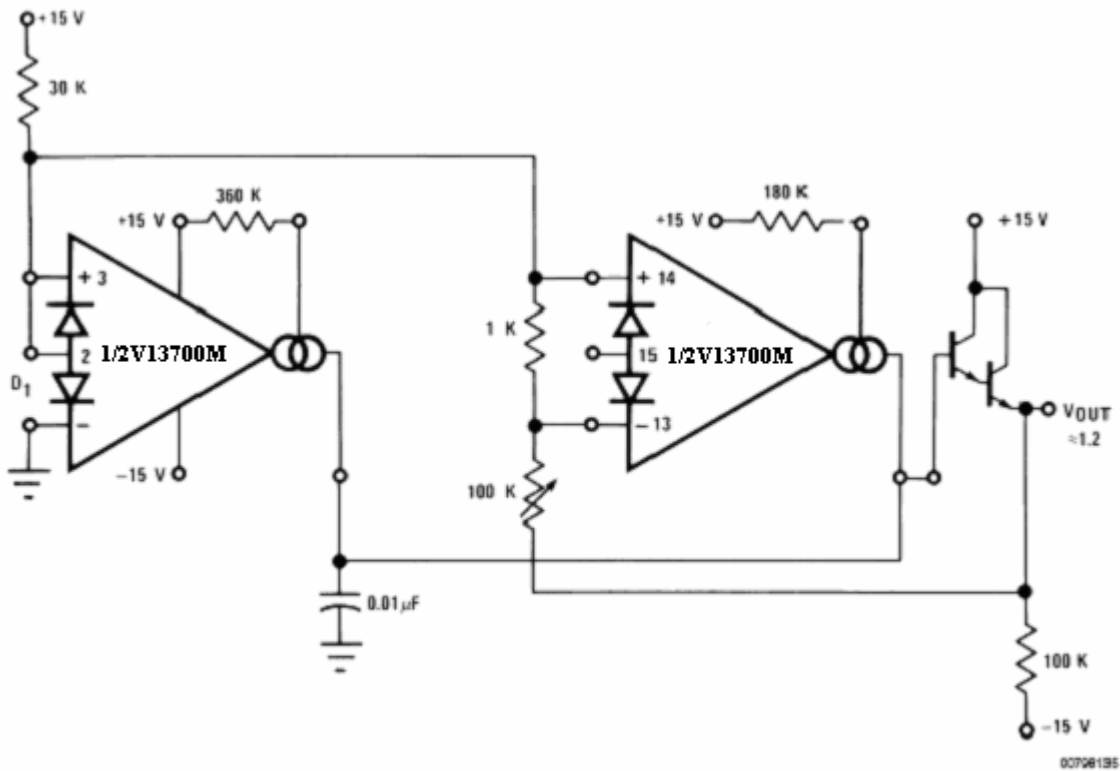 +15 V
30 K
360 K
+15 V
+ 3
2
1/2V13700M
D1
-
-15 V
0.01 µF
1 K
100 K
180 K
+15 V
+ 14
15
1/2V13700M
- 13
+15 V
VOUT
≈1.2
100 K
-15 V